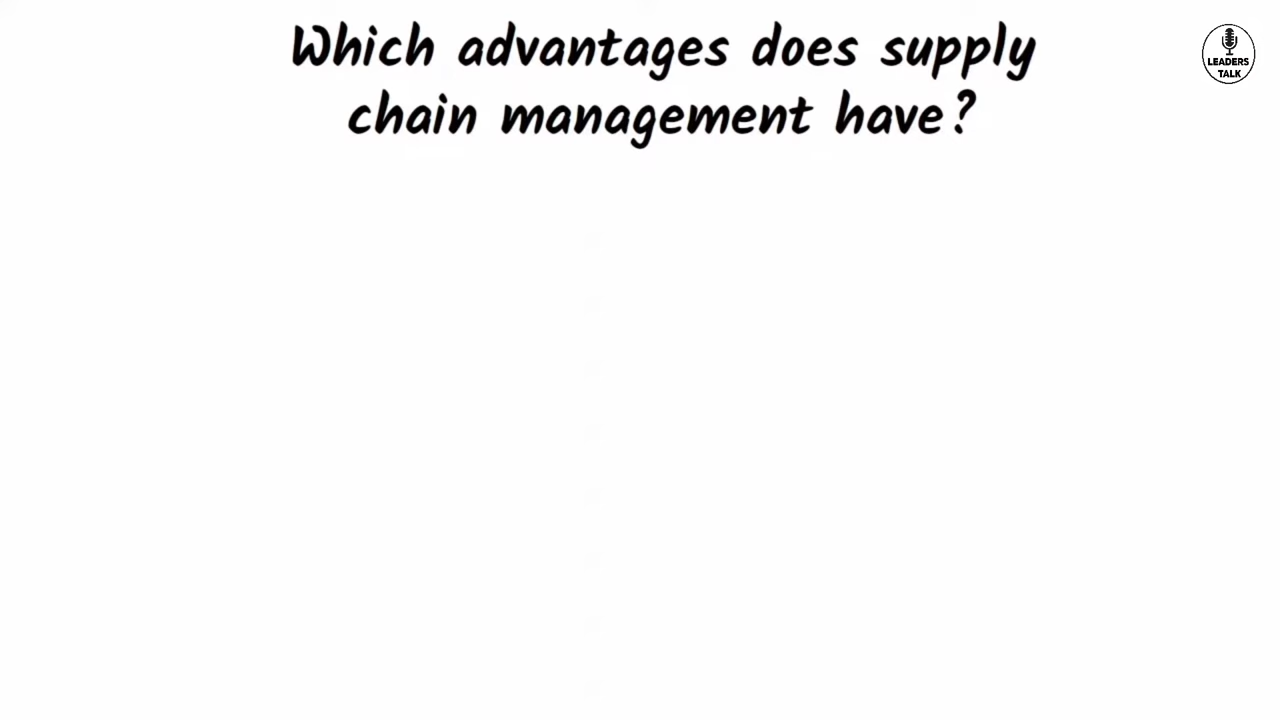 Which advantages does supply
chain management have?
LEADERS
TALK